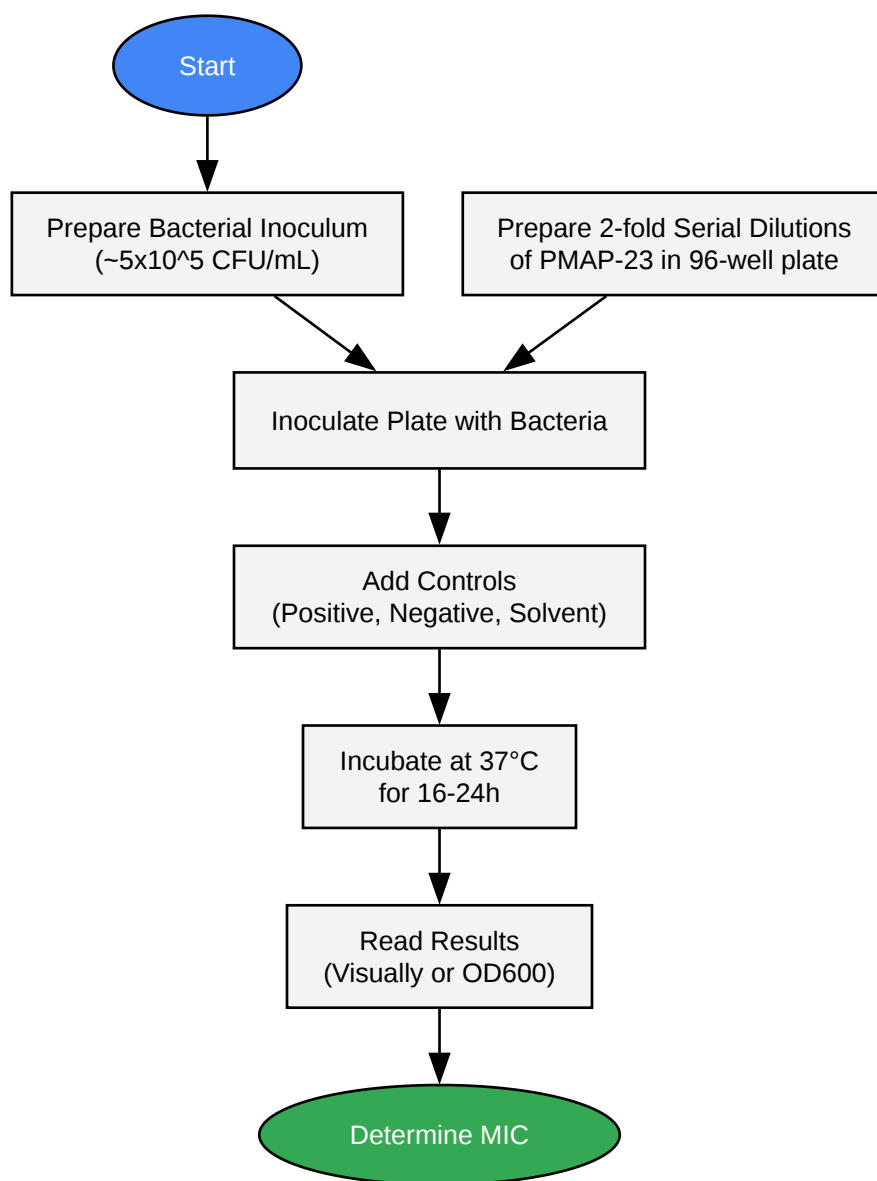 Start
Prepare Bacterial Inoculum
(~5x10^5 CFU/mL)
Prepare 2-fold Serial Dilutions
of PMAP-23 in 96-well plate
Inoculate Plate with Bacteria
Add Controls
(Positive, Negative, Solvent)
Incubate at 37°C
for 16-24h
Read Results
(Visually or OD600)
Determine MIC